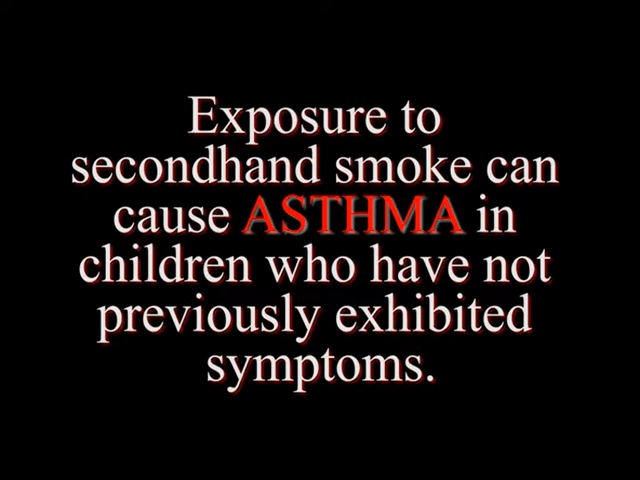 Exposure to
secondhand smoke can
cause ASTHMA in
children who have not
previously exhibited
symptoms.